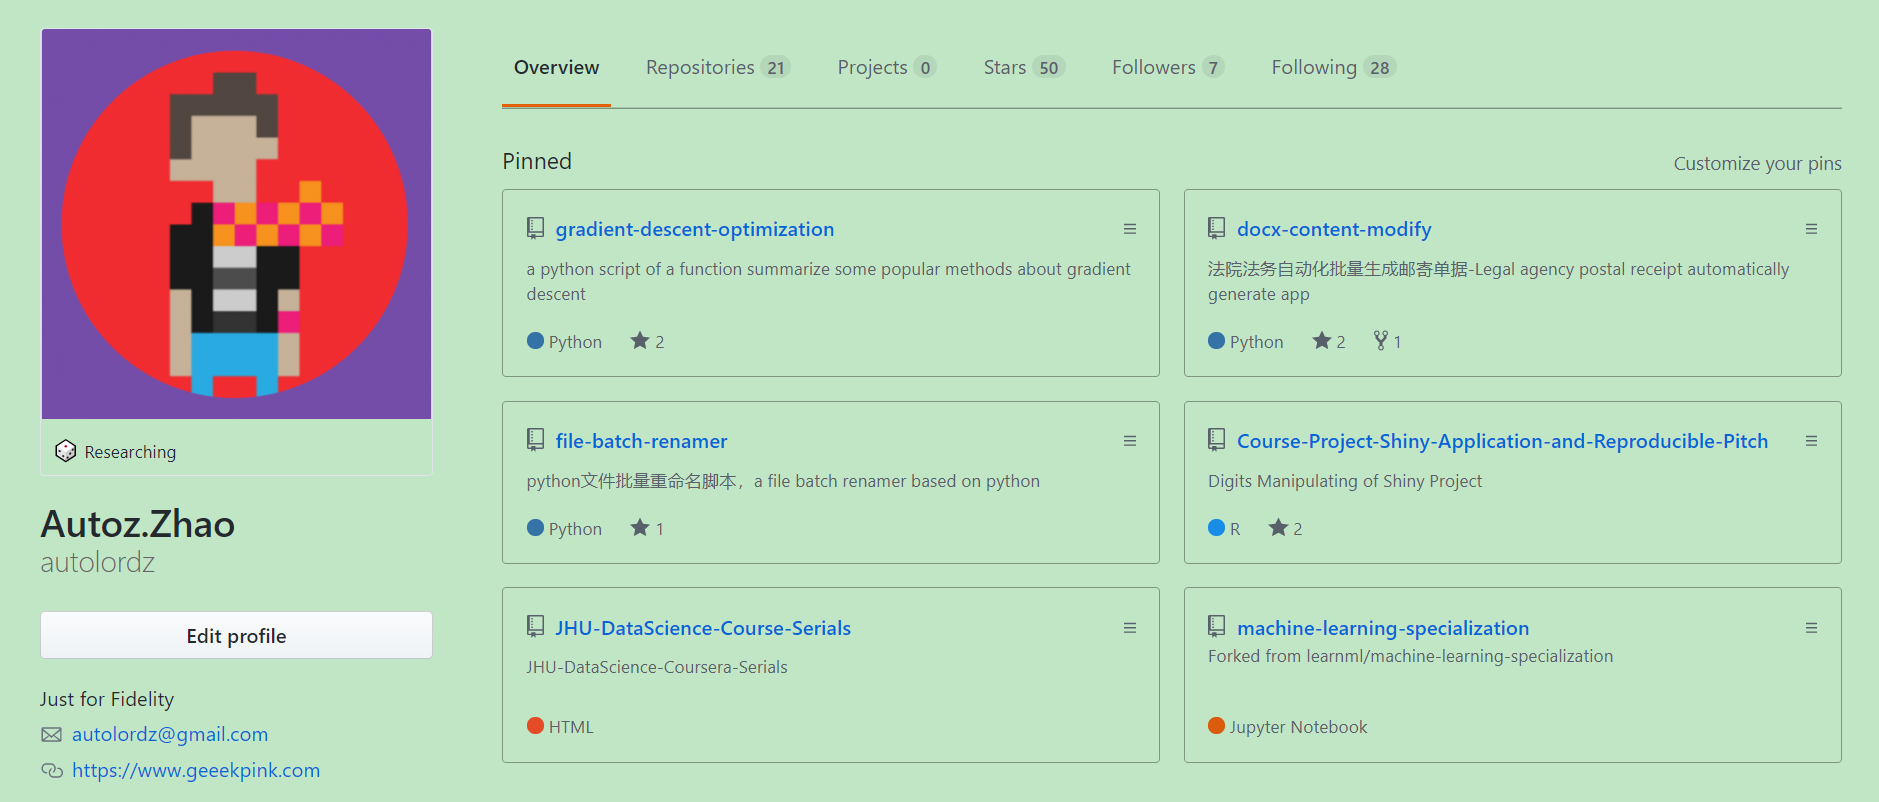 Overview Repositories 21 Projects 0 Stars 50 Followers 7 Following 28
Pinned
Customize your pins
gradient-descent-optimization
a python script of a function summarize some popular methods about gradient
descent
Python 2
docx-content-modify
法院法务自动化批量生成邮寄单据-Legal agency postal receipt automatically
generate app
Python 2 1
file-batch-renamer
python文件批量重命名脚本，a file batch renamer based on python
Python 1
Course-Project-Shiny-Application-and-Reproducible-Pitch
Digits Manipulating of Shiny Project
R 2
JHU-DataScience-Course-Serials
JHU-DataScience-Coursera-Serials
HTML
machine-learning-specialization
Forked from learnml/machine-learning-specialization
Jupyter Notebook
Researching
Autoz.Zhao
autolordz
Edit profile
Just for Fidelity
autolordz@gmail.com
https://www.geeekpink.com